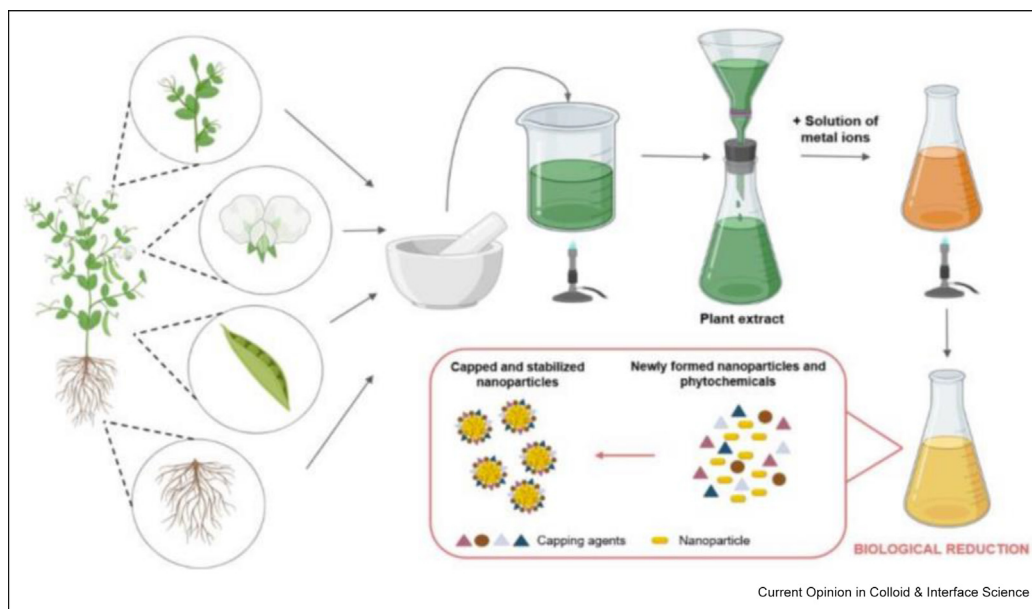 + Solution of
metal ions
Plant extract
Capped and stabilized
nanoparticles
Newly formed nanoparticles and
phytochemicals
Capping agents
Nanoparticle
BIOLOGICAL REDUCTION
Current Opinion in Colloid & Interface Science